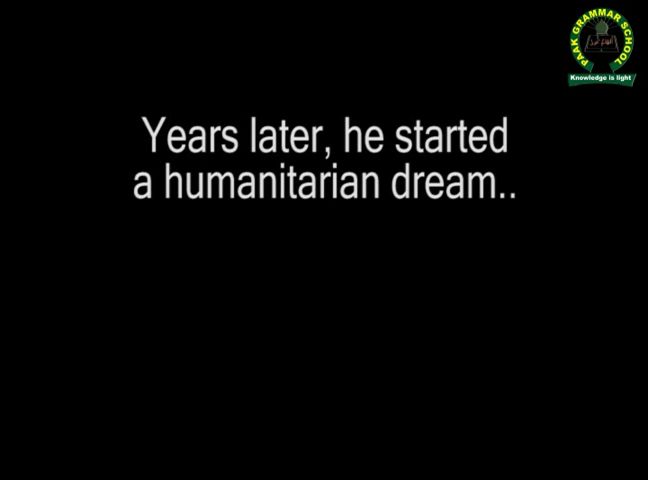 PAAK GRAMMAR SCHOOL
Knowledge is light
Years later, he started
a humanitarian dream..